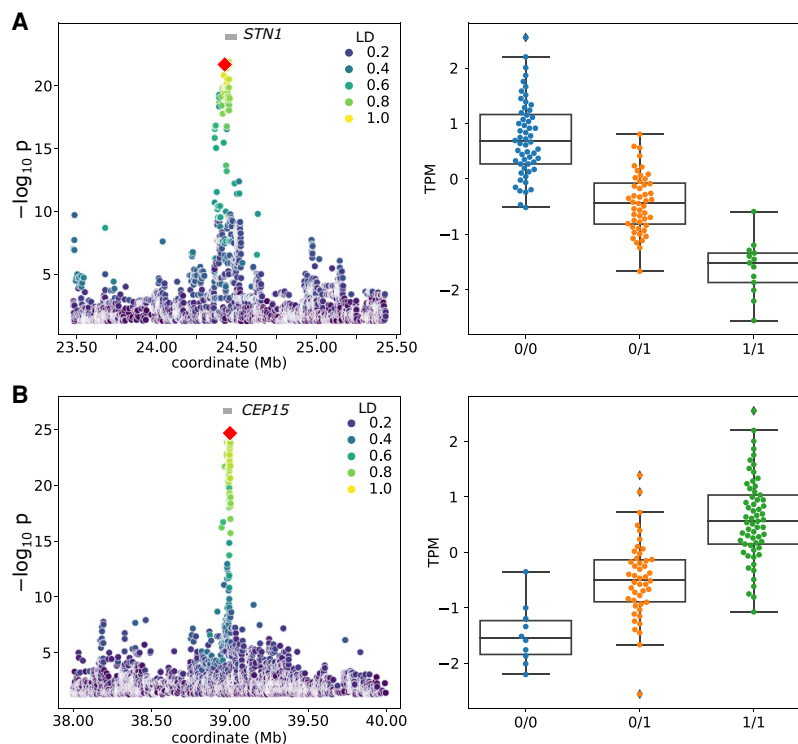 A
STN1
LD
0.2
0.4
0.6
0.8
1.0
20
15
10
5
−log10 p
23.50 24.00 24.50 25.00 25.50
coordinate (Mb)
2
1
0
−1
−2
TPM
0/0 0/1 1/1
B
CEP15
LD
0.2
0.4
0.6
0.8
1.0
25
20
15
10
5
−log10 p
38.00 38.50 39.00 39.50 40.00
coordinate (Mb)
2
1
0
−1
−2
TPM
0/0 0/1 1/1